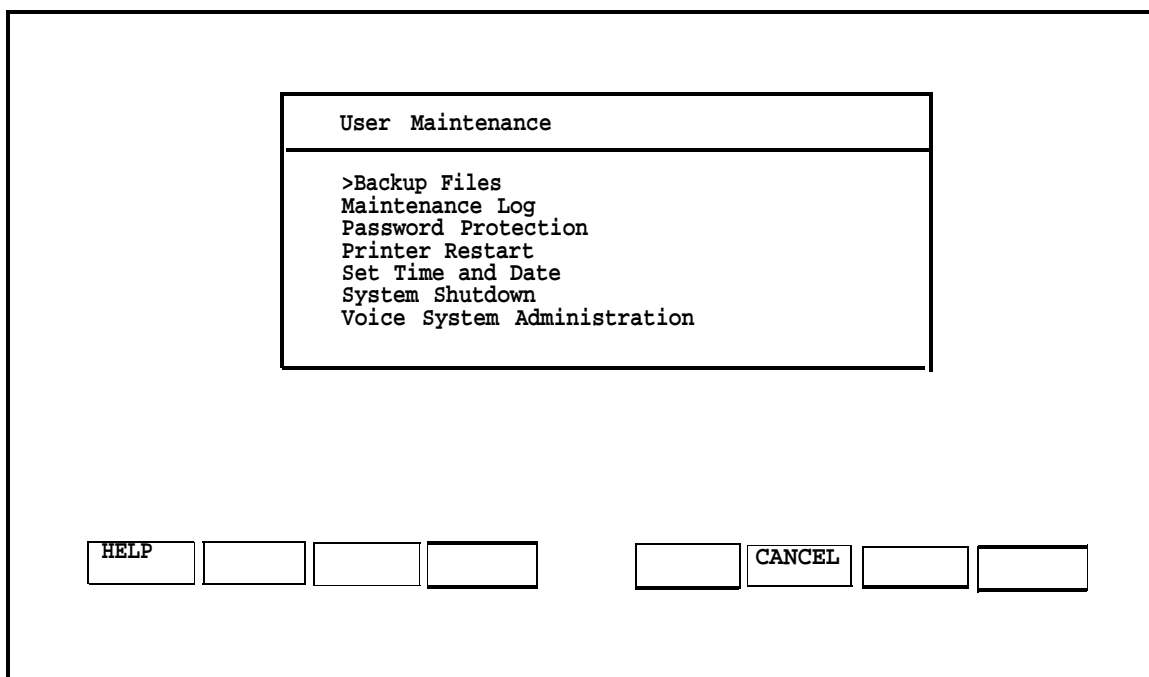 User Maintenance
>Backup Files
Maintenance Log
Password Protection
Printer Restart
Set Time and Date
System Shutdown
Voice System Administration
HELP
CANCEL